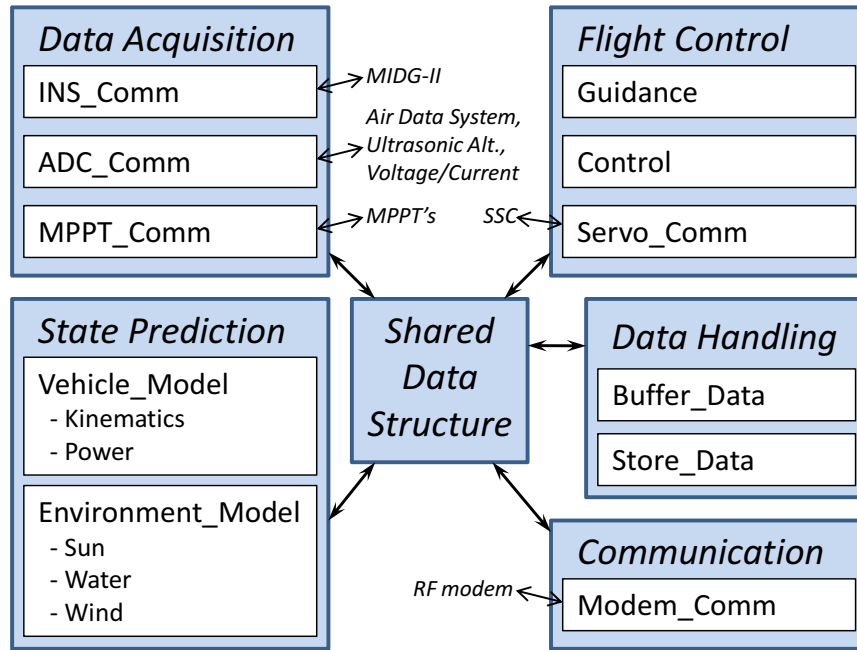 Data Acquisition
INS_Comm
ADC_Comm
MPPT_Comm
MIDG-II
Air Data System,
Ultrasonic Alt.,
Voltage/Current
MPPT's
SSC
Flight Control
Guidance
Control
Servo_Comm
State Prediction
Vehicle_Model
- Kinematics
- Power
Environment_Model
- Sun
- Water
- Wind
Shared
Data
Structure
Data Handling
Buffer_Data
Store_Data
Communication
RF modem
Modem_Comm